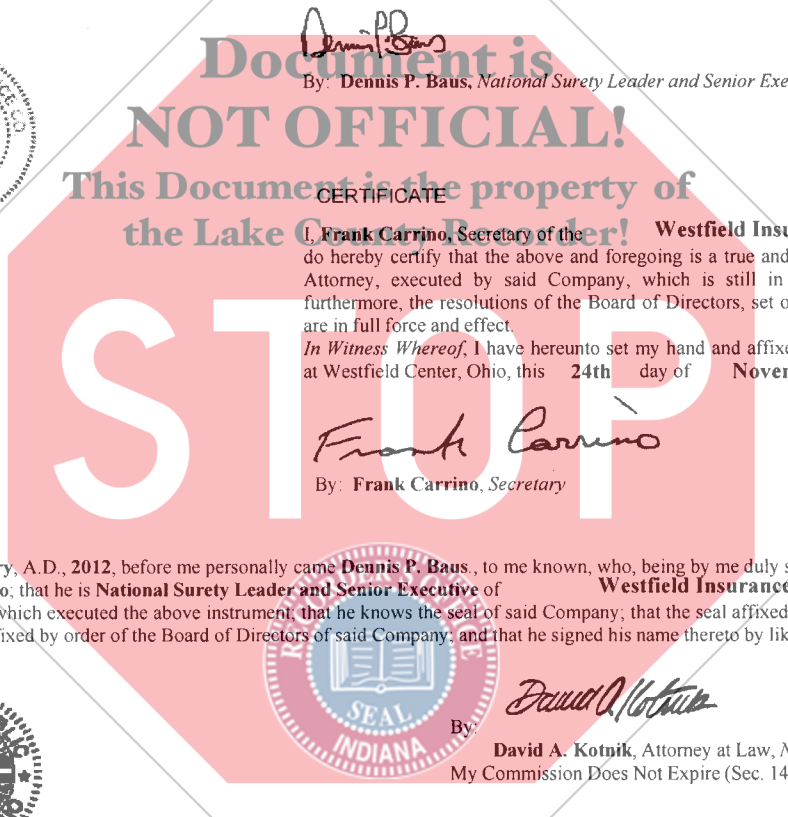 Dennis P. Baus
Document is
By: Dennis P. Baus, National Surety Leader and Senior Exe
NOT OFFICIAL!
This Document is the property of
CERTIFICATE
the Lake County Recorder!
I, Frank Carrino, Secretary of the Westfield Insu
do hereby certify that the above and foregoing is a true and
Attorney, executed by said Company, which is still in
furthermore, the resolutions of the Board of Directors, set o
are in full force and effect.
In Witness Whereof, I have hereunto set my hand and affixe
at Westfield Center, Ohio, this 24th day of Noven
STOP
Frank Carrino
By: Frank Carrino, Secretary
ry, A.D., 2012, before me personally came Dennis P. Baus., to me known, who, being by me duly s
o; that he is National Surety Leader and Senior Executive of Westfield Insurance
which executed the above instrument; that he knows the seal of said Company; that the seal affixed
ixed by order of the Board of Directors of said Company; and that he signed his name thereto by lik
RECORDER'S OFFICE
SEAL
INDIANA
David A. Kotnik
By:
David A. Kotnik, Attorney at Law, N
My Commission Does Not Expire (Sec. 14